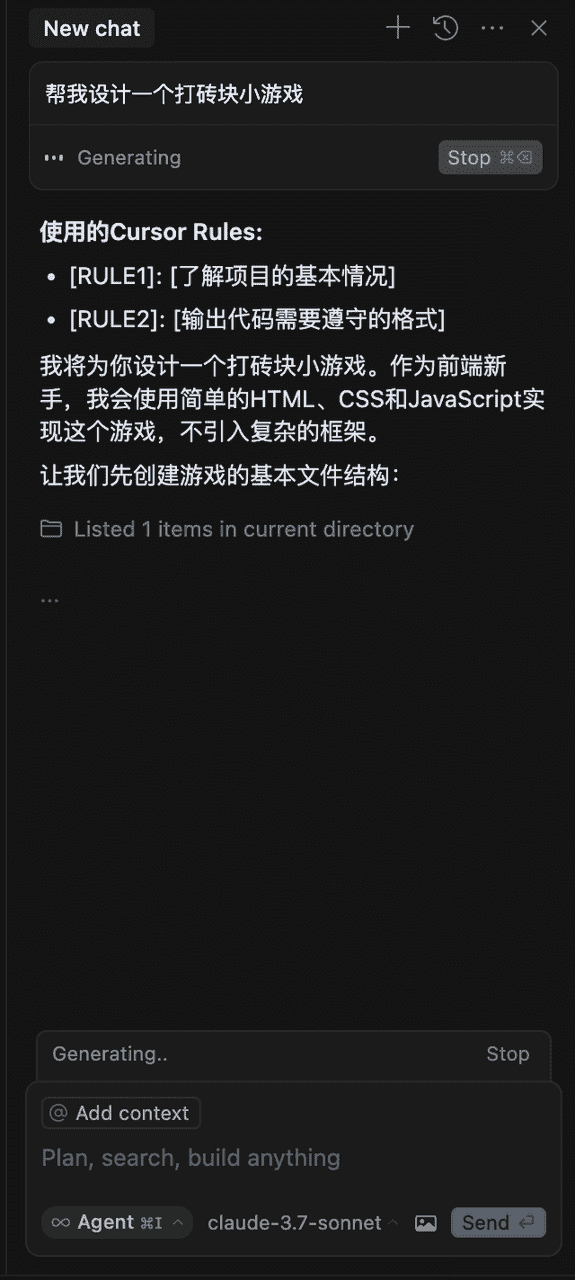 New chat
帮我设计一个打砖块小游戏
Generating
Stop ⌘⌫
使用的Cursor Rules:
• [RULE1]: [了解项目的基本情况]
• [RULE2]: [输出代码需要遵守的格式]
我将为你设计一个打砖块小游戏。作为前端新
手，我会使用简单的HTML、CSS和JavaScript实
现这个游戏，不引入复杂的框架。
让我们先创建游戏的基本文件结构：
Listed 1 items in current directory
...
Generating..
Stop
@ Add context
Plan, search, build anything
∞ Agent ⌘I
claude-3.7-sonnet
Send ⏎